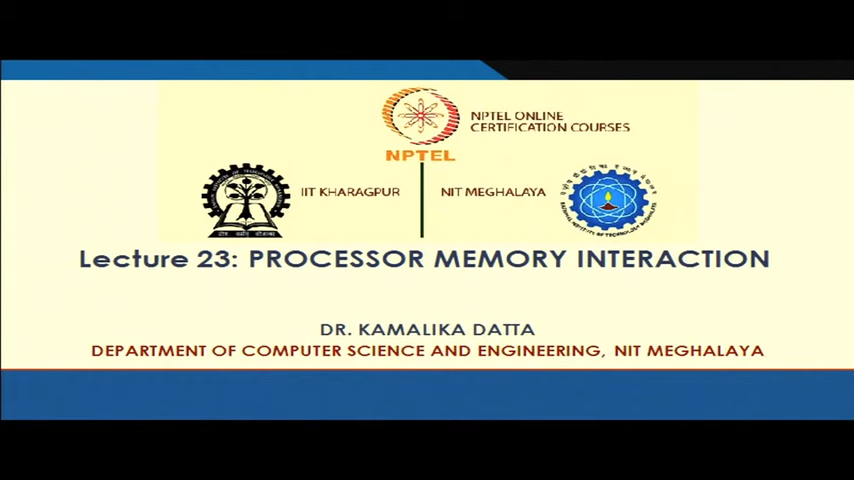 NPTEL ONLINE
CERTIFICATION COURSES
NPTEL
IIT KHARAGPUR
NIT MEGHALAYA
Lecture 23: PROCESSOR MEMORY INTERACTION
DR. KAMALIKA DATTA
DEPARTMENT OF COMPUTER SCIENCE AND ENGINEERING, NIT MEGHALAYA